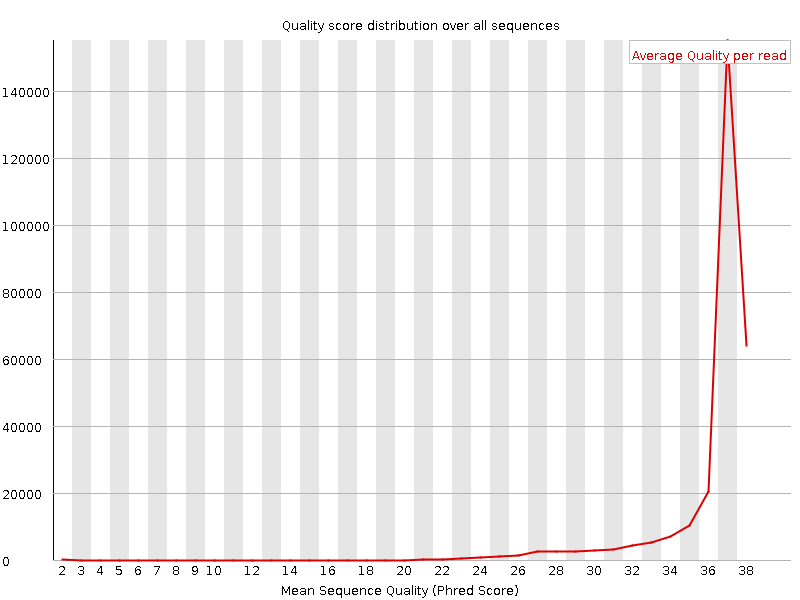 Quality score distribution over all sequences
Average Quality per read
140000
120000
100000
80000
60000
40000
20000
0
2 3 4 5 6 7 8 9 10 12 14 16 18 20 22 24 26 28 30 32 34 36 38
Mean Sequence Quality (Phred Score)